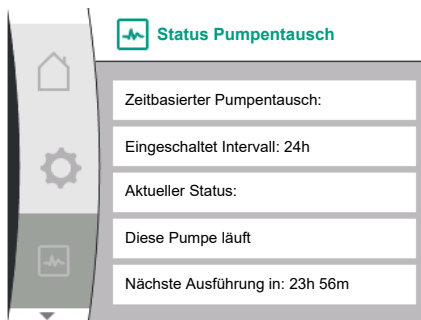 Status Pumpentausch
Zeitbasierter Pumpentausch:
Eingeschaltet Intervall: 24h
Aktueller Status:
Diese Pumpe läuft
Nächste Ausführung in: 23h 56m